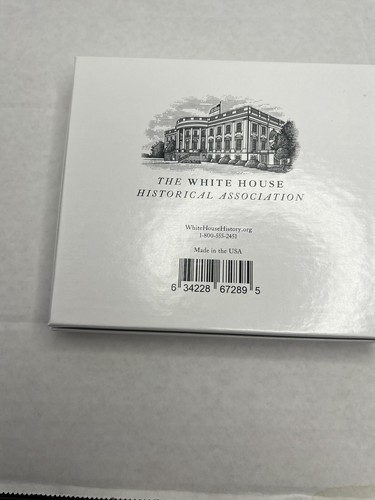 THE WHITE HOUSE
HISTORICAL ASSOCIATION
WhiteHouseHistory.org
1-800-555-2451
Made in the USA
6 34228 67289 5